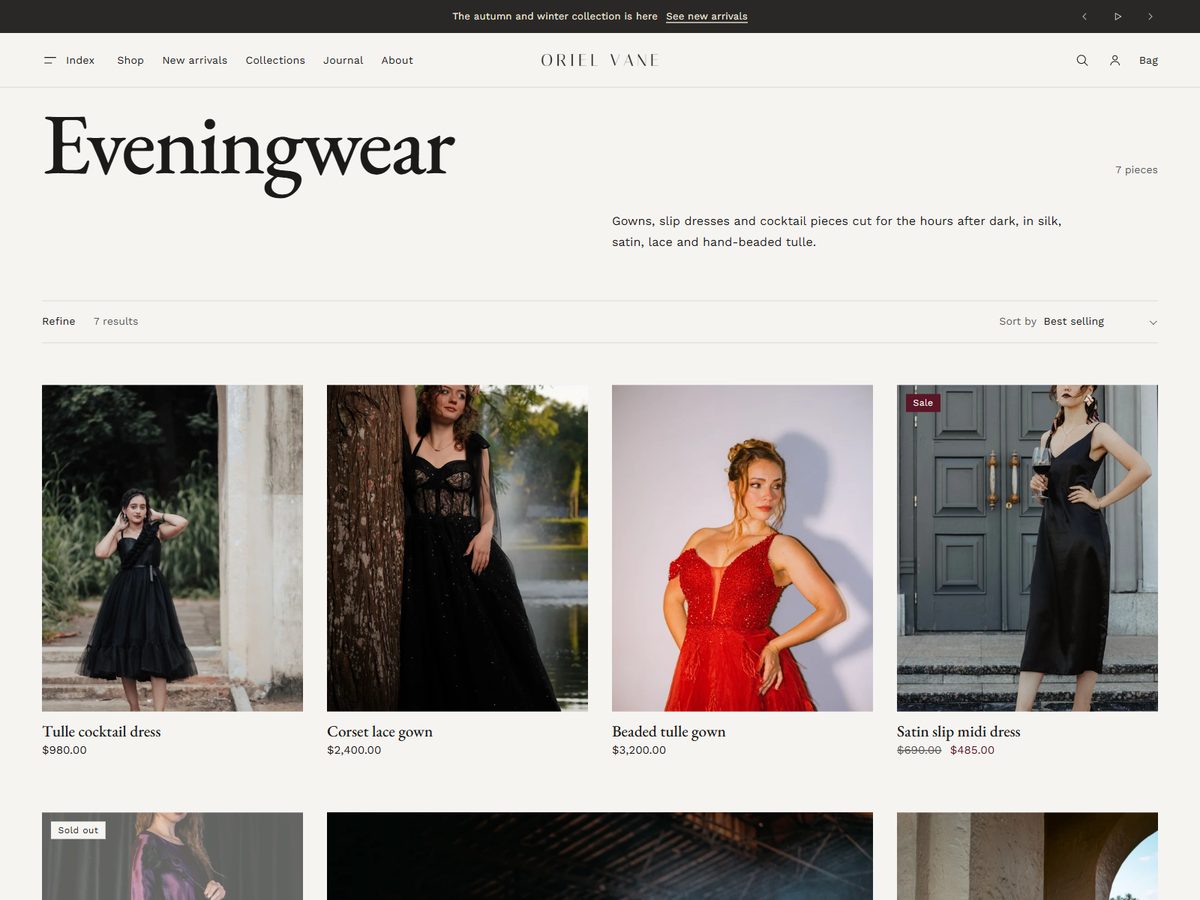 The autumn and winter collection is here See new arrivals
Index Shop New arrivals Collections Journal About
ORIEL VANE
Bag
Eveningwear
7 pieces
Gowns, slip dresses and cocktail pieces cut for the hours after dark, in silk,
satin, lace and hand-beaded tulle.
Refine 7 results
Sort by Best selling
Sale
Tulle cocktail dress
$980.00
Corset lace gown
$2,400.00
Beaded tulle gown
$3,200.00
Satin slip midi dress
$690.00 $485.00
Sold out